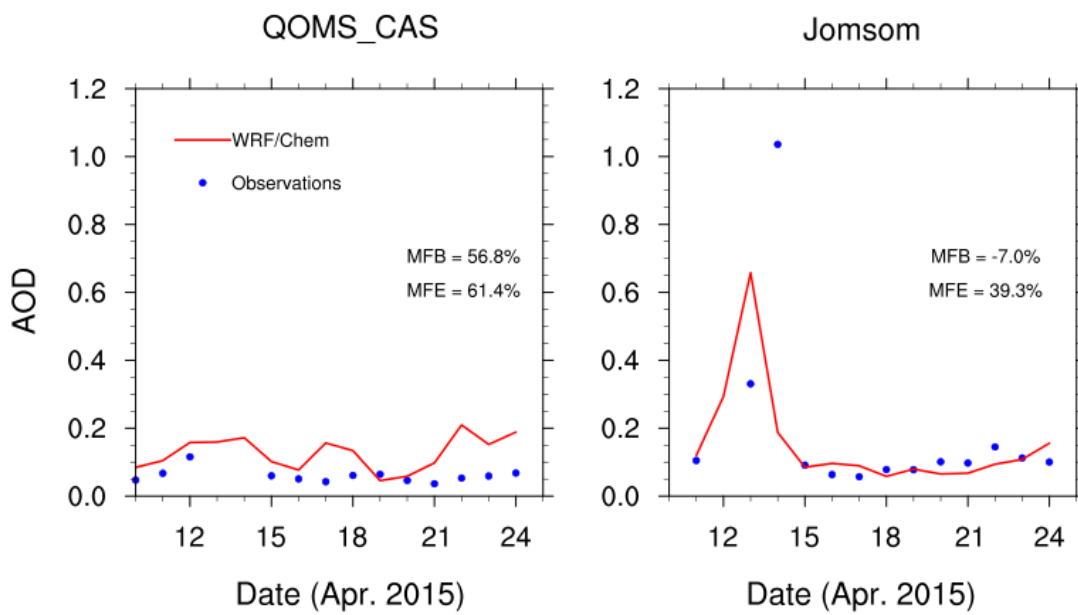 QOMS_CAS
Jomsom
1.2
1.0
0.8
0.6
0.4
0.2
0.0
AOD
WRF/Chem
Observations
MFB = 56.8%
MFE = 61.4%
12
15
18
21
24
Date (Apr. 2015)
1.2
1.0
0.8
0.6
0.4
0.2
0.0
MFB = -7.0%
MFE = 39.3%
12
15
18
21
24
Date (Apr. 2015)